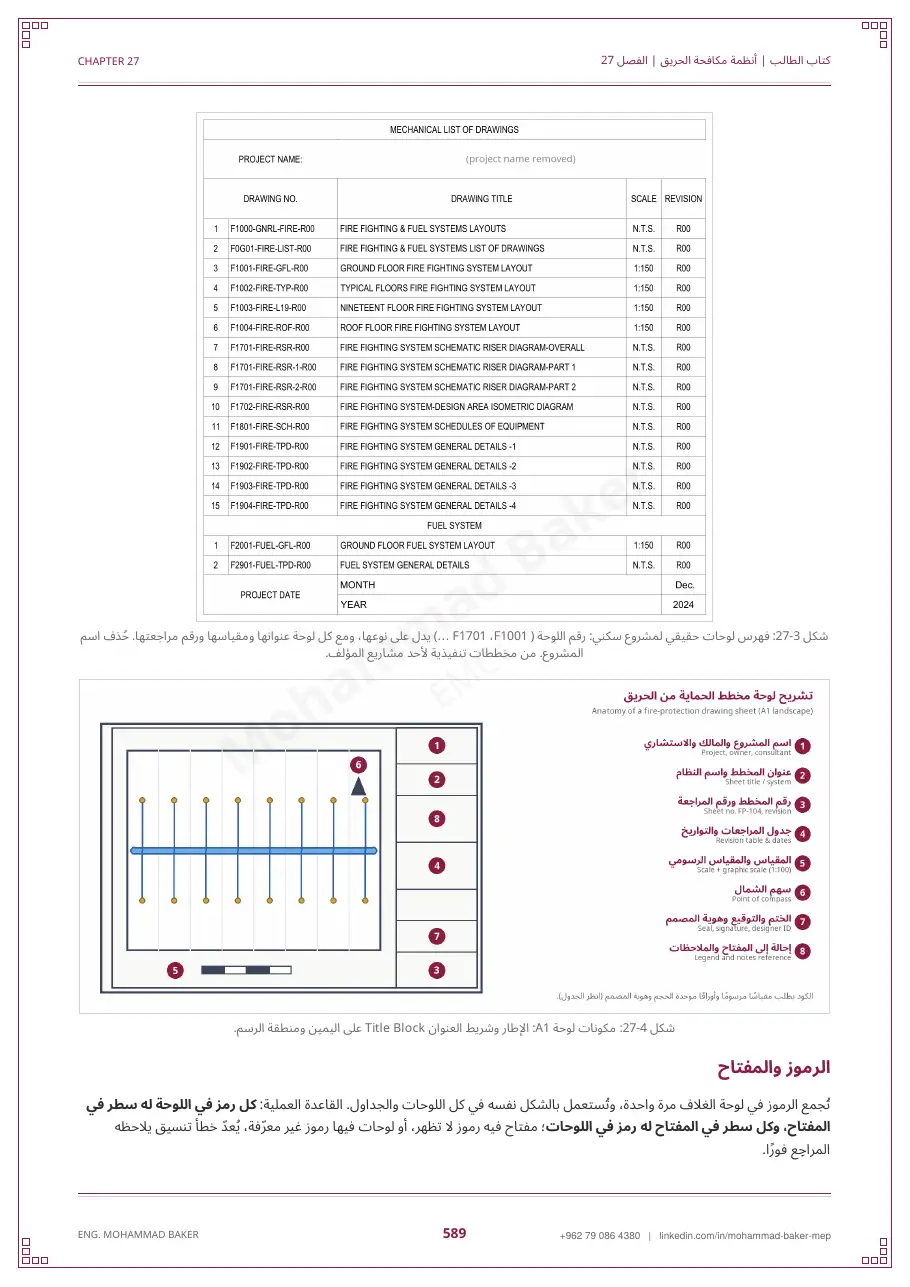 CHAPTER 27
كتاب الطالب | أنظمة مكافحة الحريق | الفصل 27
MECHANICAL LIST OF DRAWINGS
PROJECT NAME: (project name removed)
DRAWING NO. DRAWING TITLE SCALE REVISION
1 F1000-GNRL-FIRE-R00 FIRE FIGHTING & FUEL SYSTEMS LAYOUTS N.T.S. R00
2 F0G01-FIRE-LIST-R00 FIRE FIGHTING & FUEL SYSTEMS LIST OF DRAWINGS N.T.S. R00
3 F1001-FIRE-GFL-R00 GROUND FLOOR FIRE FIGHTING SYSTEM LAYOUT 1:150 R00
4 F1002-FIRE-TYP-R00 TYPICAL FLOORS FIRE FIGHTING SYSTEM LAYOUT 1:150 R00
5 F1003-FIRE-L19-R00 NINETEENT FLOOR FIRE FIGHTING SYSTEM LAYOUT 1:150 R00
6 F1004-FIRE-ROF-R00 ROOF FLOOR FIRE FIGHTING SYSTEM LAYOUT 1:150 R00
7 F1701-FIRE-RSR-R00 FIRE FIGHTING SYSTEM SCHEMATIC RISER DIAGRAM-OVERALL N.T.S. R00
8 F1701-FIRE-RSR-1-R00 FIRE FIGHTING SYSTEM SCHEMATIC RISER DIAGRAM-PART 1 N.T.S. R00
9 F1701-FIRE-RSR-2-R00 FIRE FIGHTING SYSTEM SCHEMATIC RISER DIAGRAM-PART 2 N.T.S. R00
10 F1702-FIRE-RSR-R00 FIRE FIGHTING SYSTEM-DESIGN AREA ISOMETRIC DIAGRAM N.T.S. R00
11 F1801-FIRE-SCH-R00 FIRE FIGHTING SYSTEM SCHEDULES OF EQUIPMENT N.T.S. R00
12 F1901-FIRE-TPD-R00 FIRE FIGHTING SYSTEM GENERAL DETAILS -1 N.T.S. R00
13 F1902-FIRE-TPD-R00 FIRE FIGHTING SYSTEM GENERAL DETAILS -2 N.T.S. R00
14 F1903-FIRE-TPD-R00 FIRE FIGHTING SYSTEM GENERAL DETAILS -3 N.T.S. R00
15 F1904-FIRE-TPD-R00 FIRE FIGHTING SYSTEM GENERAL DETAILS -4 N.T.S. R00
FUEL SYSTEM
1 F2001-FUEL-GFL-R00 GROUND FLOOR FUEL SYSTEM LAYOUT 1:150 R00
2 F2901-FUEL-TPD-R00 FUEL SYSTEM GENERAL DETAILS N.T.S. R00
PROJECT DATE
MONTH Dec.
YEAR 2024
Mohammad Baker
EMC
شكل 3-27: فهرس لوحات حقيقي لمشروع سكني: رقم اللوحة ( F1001، F1701 …) يدل على نوعها، ومع كل لوحة عنوانها ومقياسها ورقم مراجعتها. حُذف اسم
المشروع. من مخططات تنفيذية لأحد مشاريع المؤلف.
تشريح لوحة مخطط الحماية من الحريق
Anatomy of a fire-protection drawing sheet (A1 landscape)
1 اسم المشروع والمالك والاستشاري
Project, owner, consultant
2 عنوان المخطط واسم النظام
Sheet title / system
3 رقم المخطط ورقم المراجعة
Sheet no. FP-104, revision
4 جدول المراجعات والتواريخ
Revision table & dates
5 المقياس والمقياس الرسومي
Scale + graphic scale (1:100)
6 سهم الشمال
Point of compass
7 الختم والتوقيع وهوية المصمم
Seal, signature, designer ID
8 إحالة إلى المفتاح والملاحظات
Legend and notes reference
الكود يطلب مقياسًا مرسومًا وأوراقًا موحدة الحجم وهوية المصمم (انظر الجدول).
1
2
8
4
7
3
6
5
شكل 4-27: مكونات لوحة A1: الإطار وشريط العنوان Title Block على اليمين ومنطقة الرسم.
الرموز والمفتاح
تُجمع الرموز في لوحة الغلاف مرة واحدة، وتُستعمل بالشكل نفسه في كل اللوحات والجداول. القاعدة العملية: كل رمز في اللوحة له سطر في
المفتاح، وكل سطر في المفتاح له رمز في اللوحات؛ مفتاح فيه رموز لا تظهر، أو لوحات فيها رموز غير معرّفة، يُعدّ خطأ تنسيق يلاحظه
المراجِع فورًا.
ENG. MOHAMMAD BAKER
589
+962 79 086 4380 | linkedin.com/in/mohammad-baker-mep